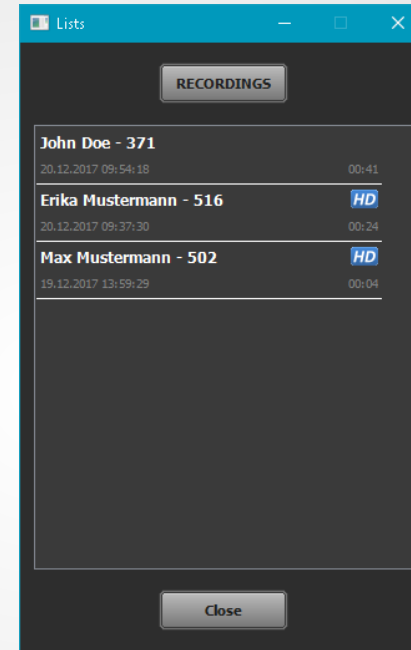 Lists
RECORDINGS
John Doe - 371
20.12.2017 09:54:18 00:41
Erika Mustermann - 516 HD
20.12.2017 09:37:30 00:24
Max Mustermann - 502 HD
19.12.2017 13:59:29 00:04
Close